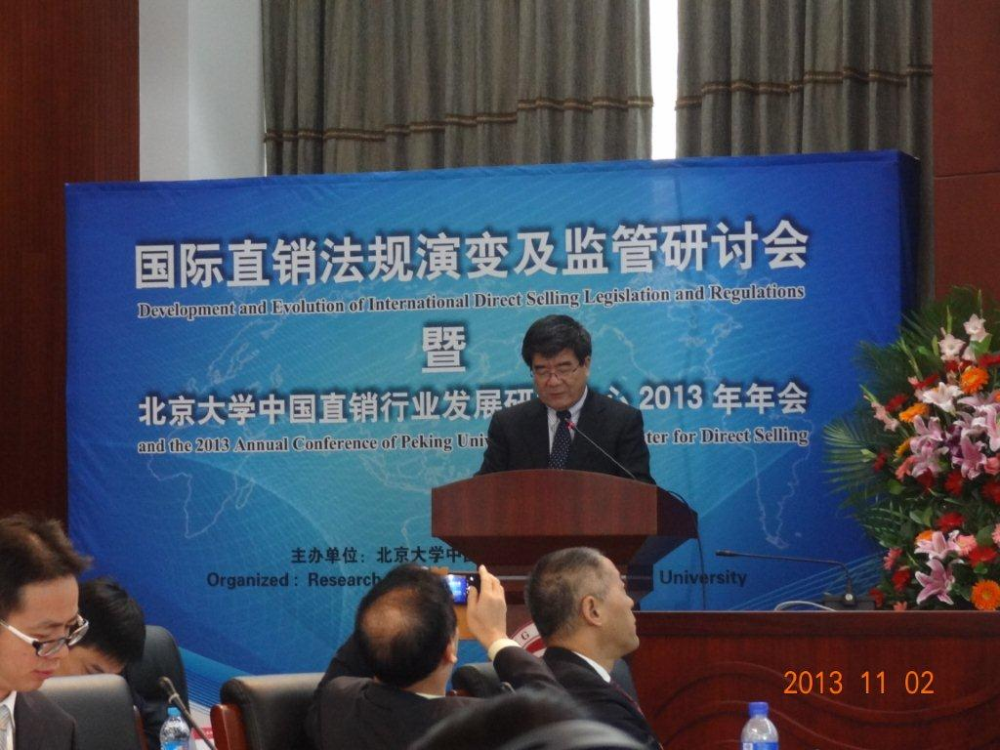 国际直销法规演变及监管研讨会
Development and Evolution of International Direct Selling Legislation and Regulations
暨
北京大学中国直销行业发展研 心 2013 年年会
and the 2013 Annual Conference of Peking Uni ter for Direct Selling
主办单位：北京大学中
Organized : Research University
2013 11 02